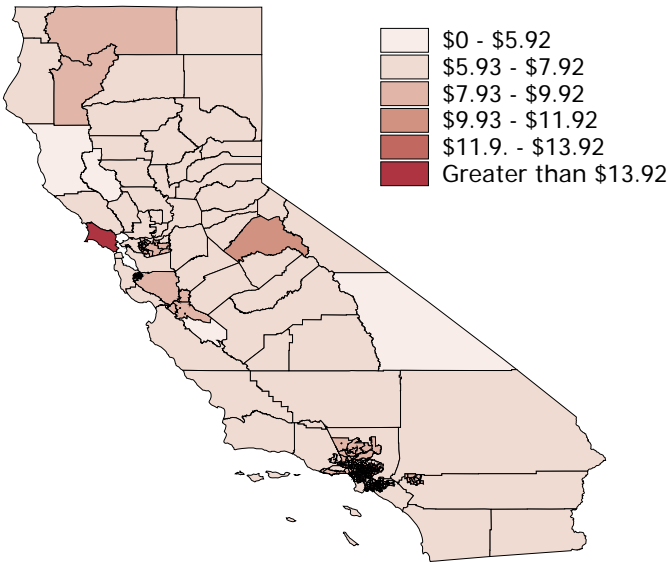 $0 - $5.92
$5.93 - $7.92
$7.93 - $9.92
$9.93 - $11.92
$11.9. - $13.92
Greater than $13.92